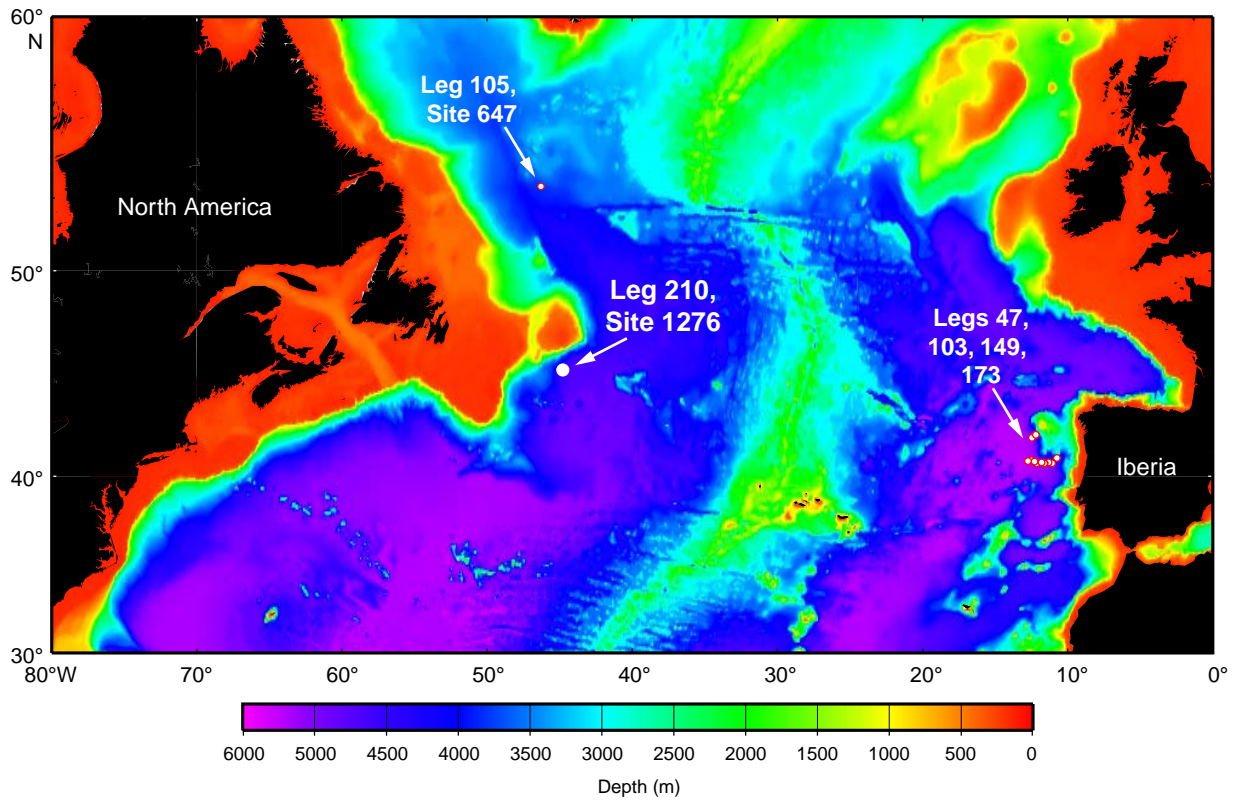 60°
N
Leg 105,
Site 647
North America
50°
Leg 210,
Site 1276
Legs 47,
103, 149,
173
Iberia
40°
30°
80°W 70° 60° 50° 40° 30° 20° 10° 0°
6000 5000 4500 4000 3500 3000 2500 2000 1500 1000 500 0
Depth (m)